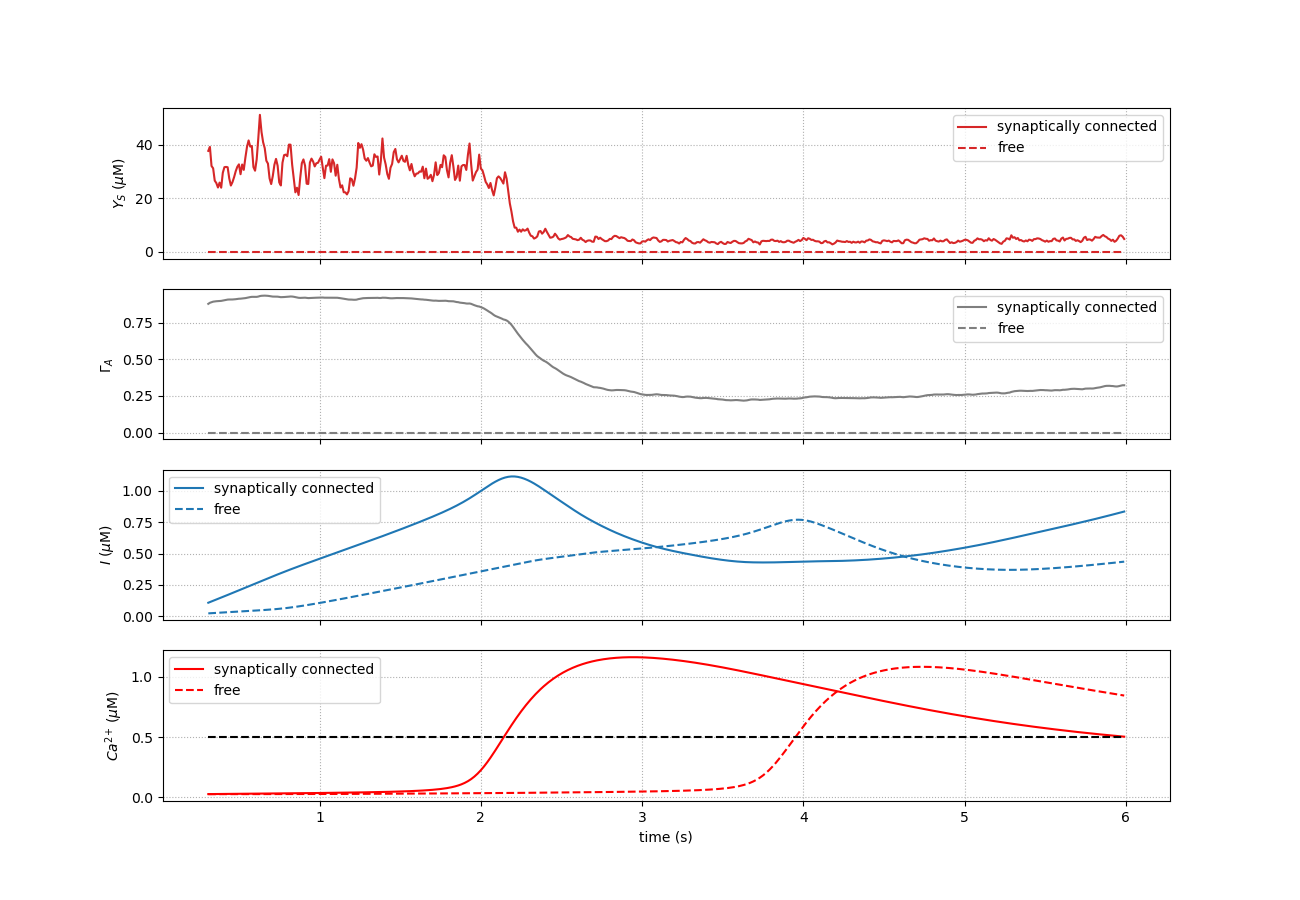 40
20
0
Y_S (μM)
synaptically connected
free
0.75
0.50
0.25
0.00
Γ_A
synaptically connected
free
1.00
0.75
0.50
0.25
0.00
I (μM)
synaptically connected
free
1.0
0.5
0.0
Ca²⁺ (μM)
synaptically connected
free
1 2 3 4 5 6
time (s)